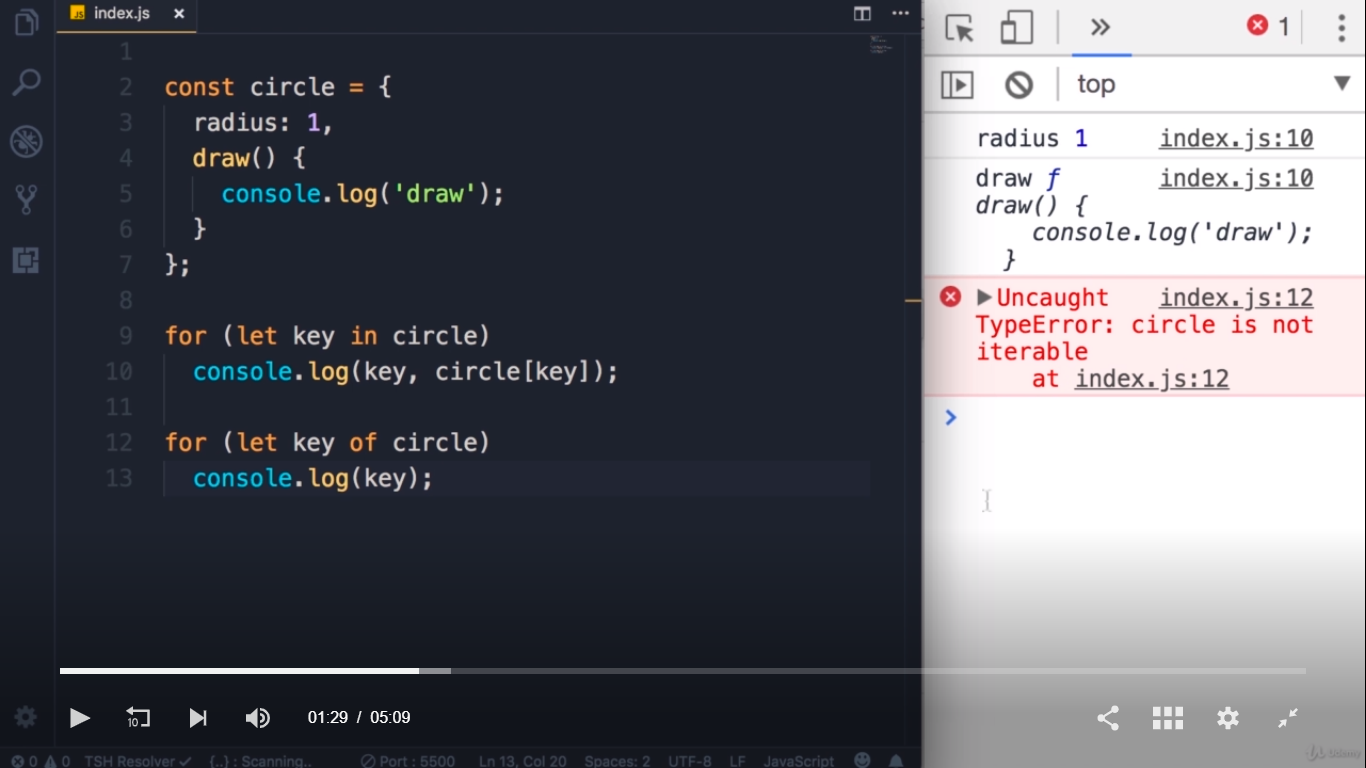 index.js
1
2 const circle = {
3 radius: 1,
4 draw() {
5 console.log('draw');
6 }
7 };
8
9 for (let key in circle)
10 console.log(key, circle[key]);
11
12 for (let key of circle)
13 console.log(key);
1
top
radius 1 index.js:10
draw ƒ index.js:10
draw() {
console.log('draw');
}
Uncaught index.js:12
TypeError: circle is not
iterable
at index.js:12
10
01:29 / 05:09
0 0 TSH Resolver {..} : Scanning.. Port : 5500 Ln 13, Col 20 Spaces: 2 UTF-8 LF JavaScript
Udemy